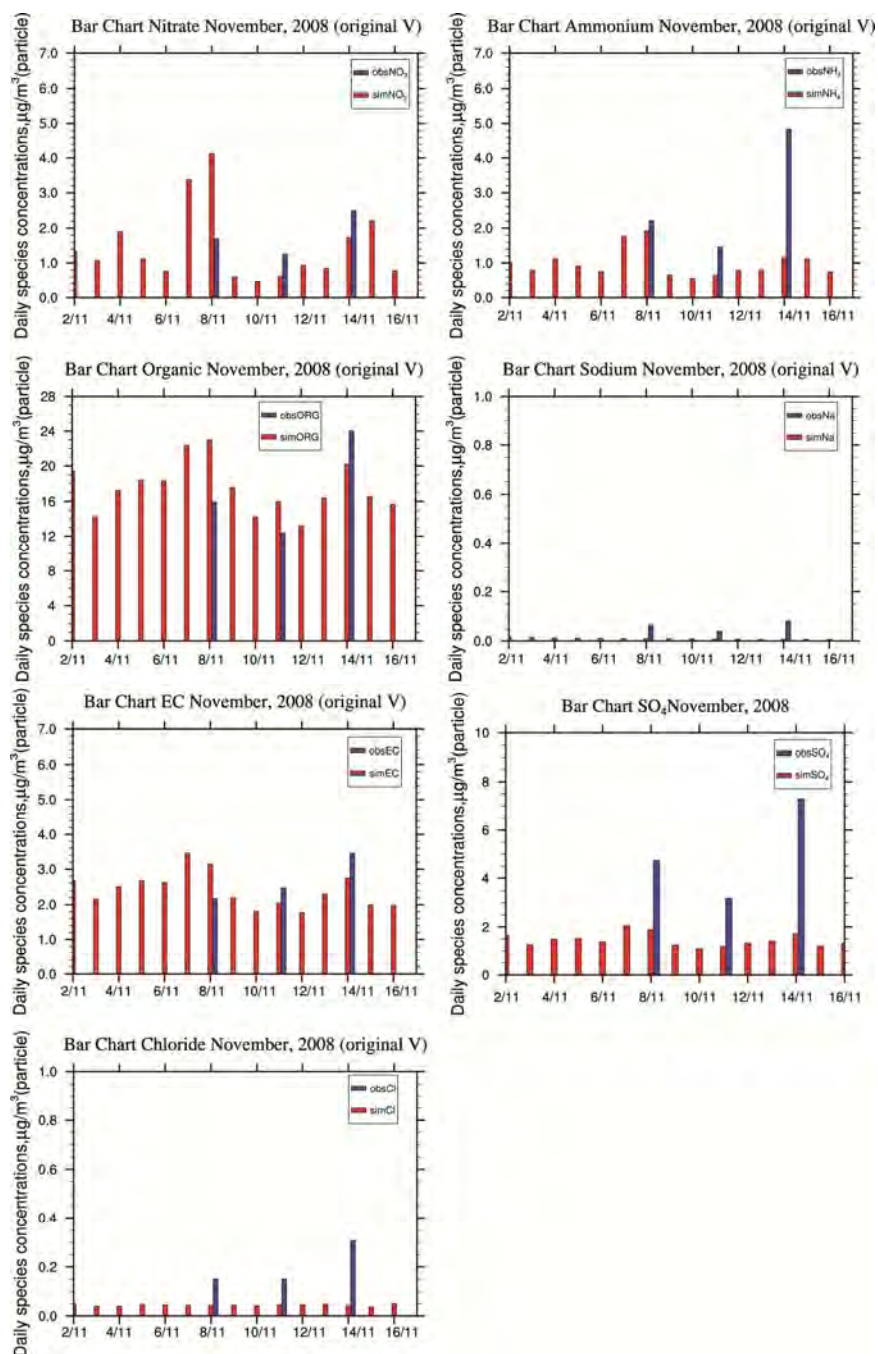 Bar Chart Nitrate November, 2008 (original V)
Daily species concentrations,µg/m³(particle)
7.0
6.0
5.0
4.0
3.0
2.0
1.0
0.0
obsNO₃
simNO₃
2/11 4/11 6/11 8/11 10/11 12/11 14/11 16/11
Bar Chart Ammonium November, 2008 (original V)
Daily species concentrations,µg/m³(particle)
7.0
6.0
5.0
4.0
3.0
2.0
1.0
0.0
obsNH₄
simNH₄
2/11 4/11 6/11 8/11 10/11 12/11 14/11 16/11
Bar Chart Organic November, 2008 (original V)
Daily species concentrations,µg/m³(particle)
28
24
20
16
12
8
4
0
obsORG
simORG
2/11 4/11 6/11 8/11 10/11 12/11 14/11 16/11
Bar Chart Sodium November, 2008 (original V)
Daily species concentrations,µg/m³(particle)
1.0
0.8
0.6
0.4
0.2
0.0
obsNa
simNa
2/11 4/11 6/11 8/11 10/11 12/11 14/11 16/11
Bar Chart EC November, 2008 (original V)
Daily species concentrations,µg/m³(particle)
7.0
6.0
5.0
4.0
3.0
2.0
1.0
0.0
obsEC
simEC
2/11 4/11 6/11 8/11 10/11 12/11 14/11 16/11
Bar Chart SO₄November, 2008
Daily species concentrations,µg/m³(particle)
10
8
6
4
2
0
obsSO₄
simSO₄
2/11 4/11 6/11 8/11 10/11 12/11 14/11 16/11
Bar Chart Chloride November, 2008 (original V)
Daily species concentrations,µg/m³(particle)
1.0
0.8
0.6
0.4
0.2
0.0
obsCl
simCl
2/11 4/11 6/11 8/11 10/11 12/11 14/11 16/11